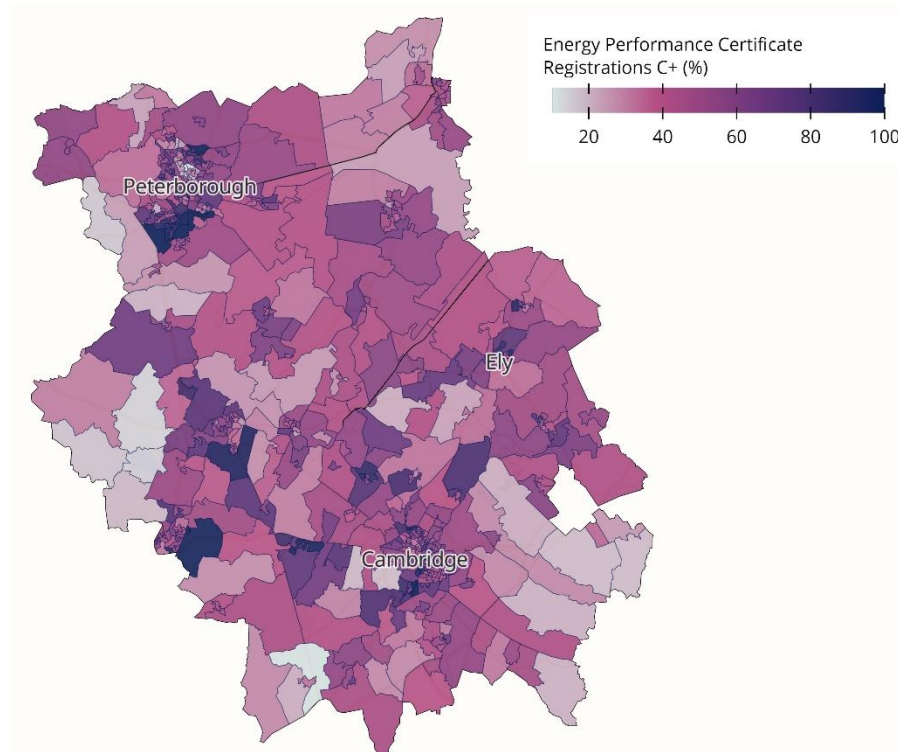 Energy Performance Certificate
Registrations C+ (%)
20 40 60 80 100
Peterborough
Ely
Cambridge